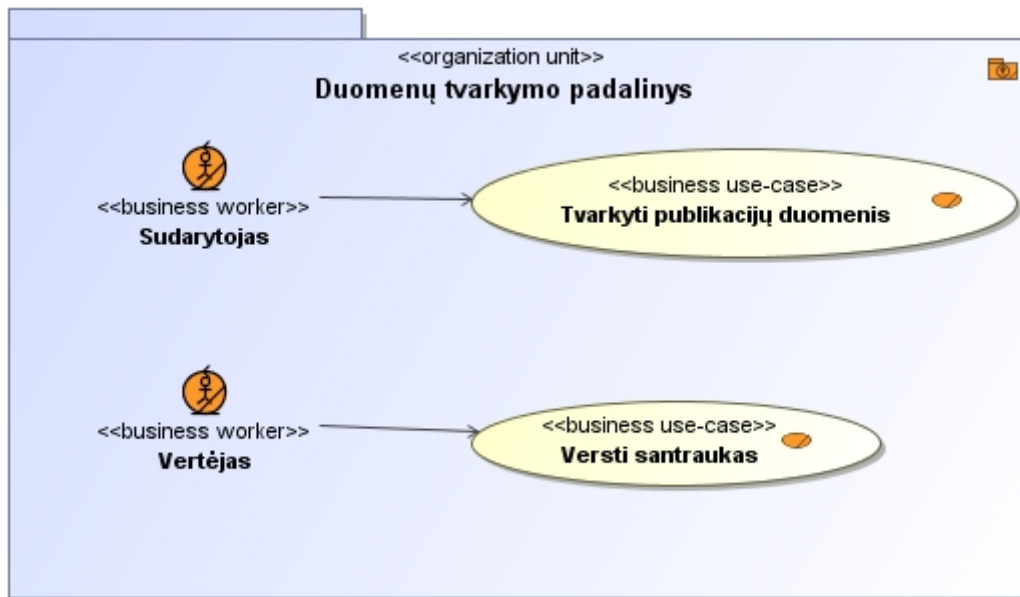 <<organization unit>>
Duomenų tvarkymo padalinys
<<business worker>>
Sudarytojas
<<business use-case>>
Tvarkyti publikacijų duomenis
<<business worker>>
Vertėjas
<<business use-case>>
Versti santraukas